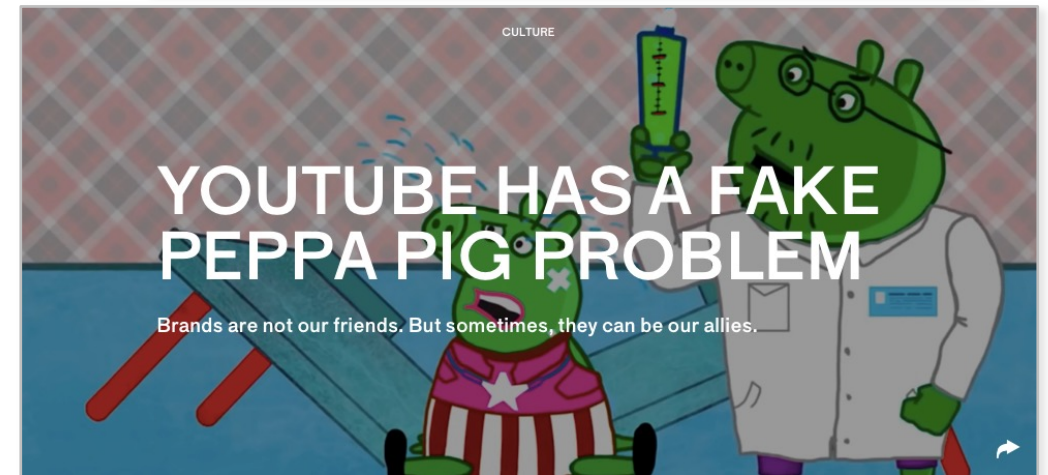 CULTURE
YOUTUBE HAS A FAKE
PEPPA PIG PROBLEM
Brands are not our friends. But sometimes, they can be our allies.